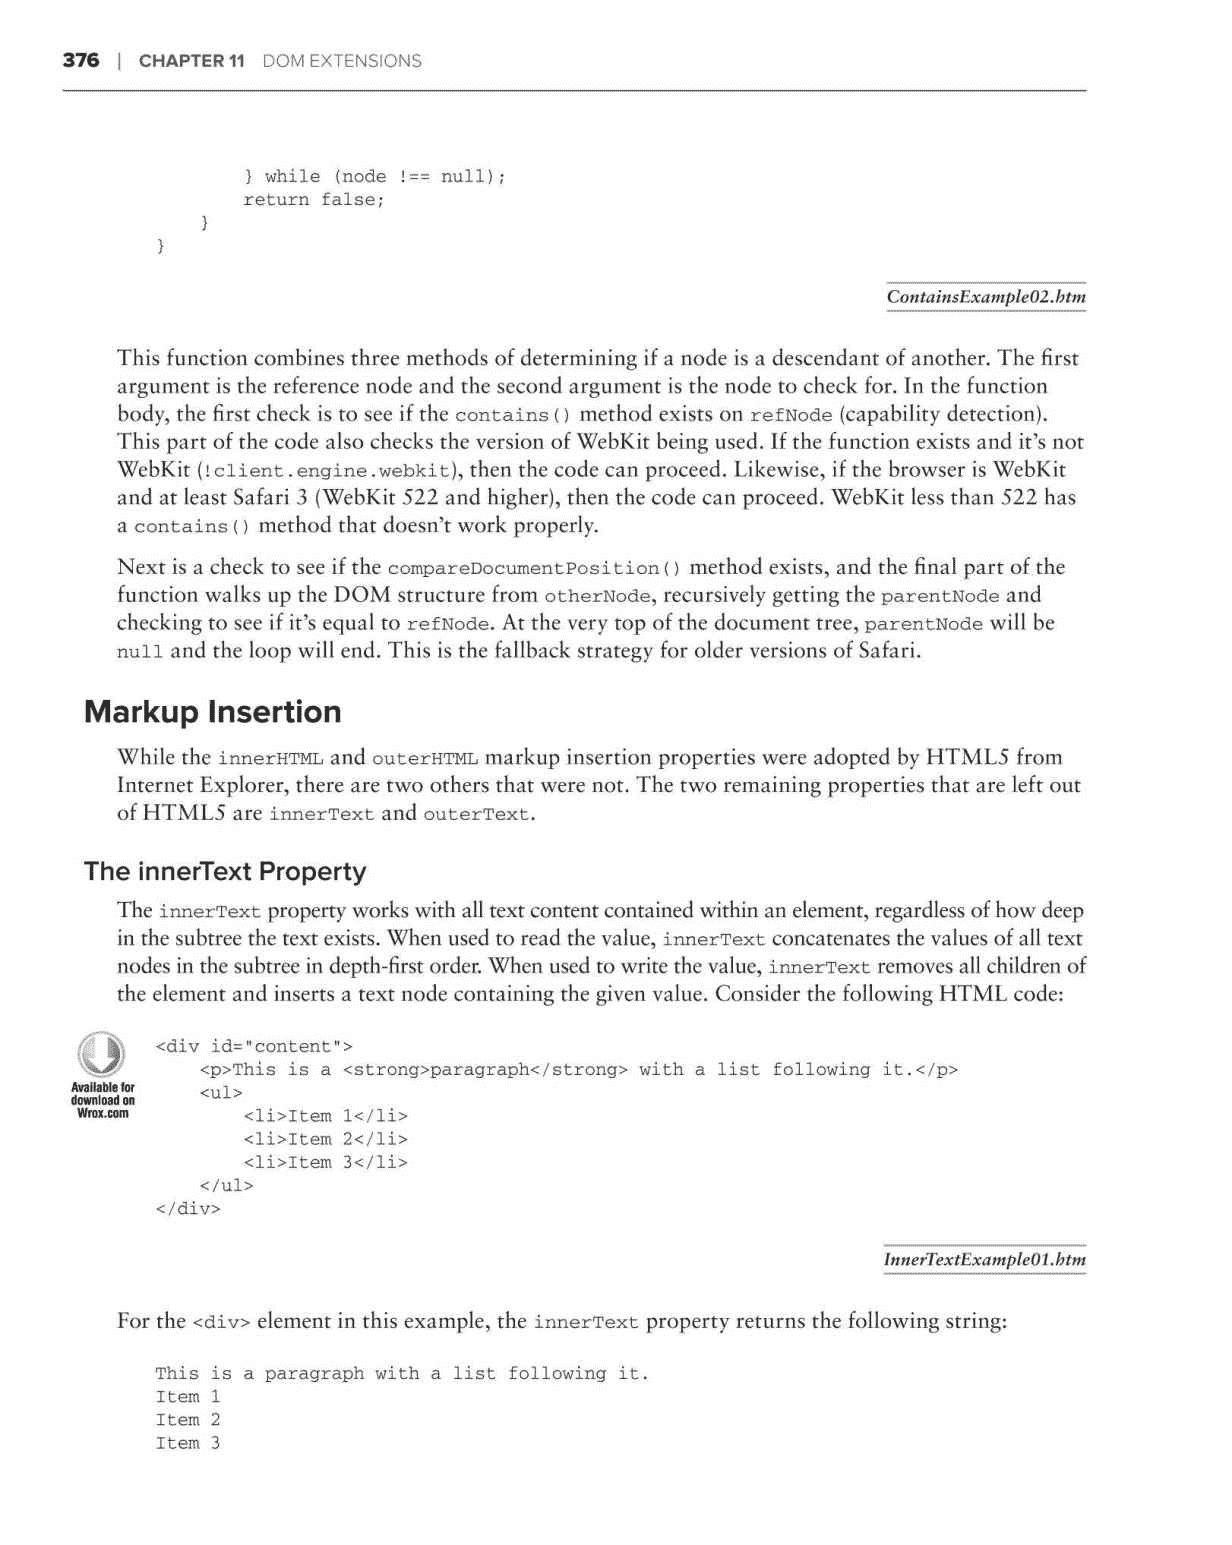 376 | CHAPTER 11 DOM EXTENSIONS
} while (node !== null);
return false;
}
}
ContainsExample02.htm
This function combines three methods of determining if a node is a descendant of another. The first
argument is the reference node and the second argument is the node to check for. In the function
body, the first check is to see if the contains() method exists on refNode (capability detection).
This part of the code also checks the version of WebKit being used. If the function exists and it’s not
WebKit (!client.engine.webkit), then the code can proceed. Likewise, if the browser is WebKit
and at least Safari 3 (WebKit 522 and higher), then the code can proceed. WebKit less than 522 has
a contains() method that doesn’t work properly.
Next is a check to see if the compareDocumentPosition() method exists, and the final part of the
function walks up the DOM structure from otherNode, recursively getting the parentNode and
checking to see if it’s equal to refNode. At the very top of the document tree, parentNode will be
null and the loop will end. This is the fallback strategy for older versions of Safari.
Markup Insertion
While the innerHTML and outerHTML markup insertion properties were adopted by HTML5 from
Internet Explorer, there are two others that were not. The two remaining properties that are left out
of HTML5 are innerText and outerText.
The innerText Property
The innerText property works with all text content contained within an element, regardless of how deep
in the subtree the text exists. When used to read the value, innerText concatenates the values of all text
nodes in the subtree in depth-first order. When used to write the value, innerText removes all children of
the element and inserts a text node containing the given value. Consider the following HTML code:
Available for
download on
Wrox.com
<div id="content">
<p>This is a <strong>paragraph</strong> with a list following it.</p>
<ul>
<li>Item 1</li>
<li>Item 2</li>
<li>Item 3</li>
</ul>
</div>
InnerTextExample01.htm
For the <div> element in this example, the innerText property returns the following string:
This is a paragraph with a list following it.
Item 1
Item 2
Item 3